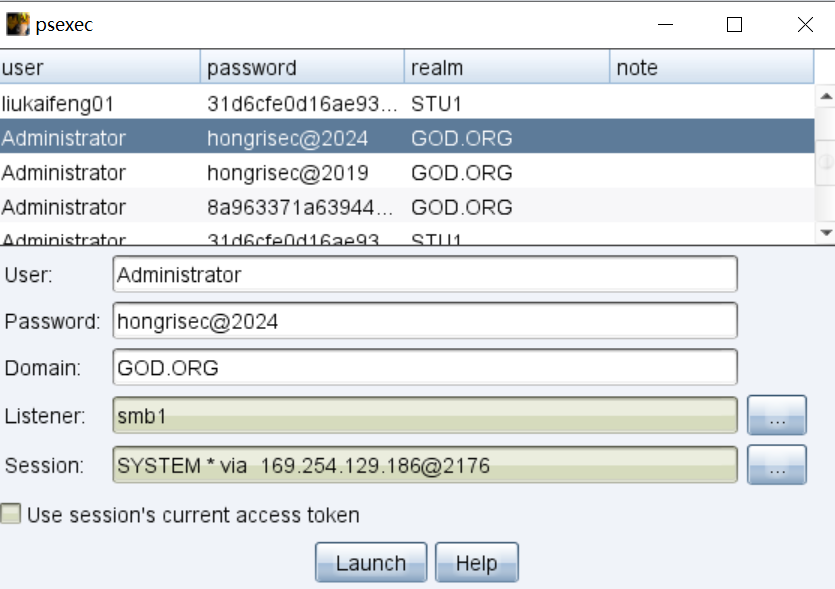 psexec
user password realm note
liukaifeng01 31d6cfe0d16ae93... STU1
Administrator hongrisec@2024 GOD.ORG
Administrator hongrisec@2019 GOD.ORG
Administrator 8a963371a63944... GOD.ORG
Administrator 31d6cfe0d16ae93... STU1
User: Administrator
Password: hongrisec@2024
Domain: GOD.ORG
Listener: smb1 ...
Session: SYSTEM * via 169.254.129.186@2176 ...
Use session's current access token
Launch Help